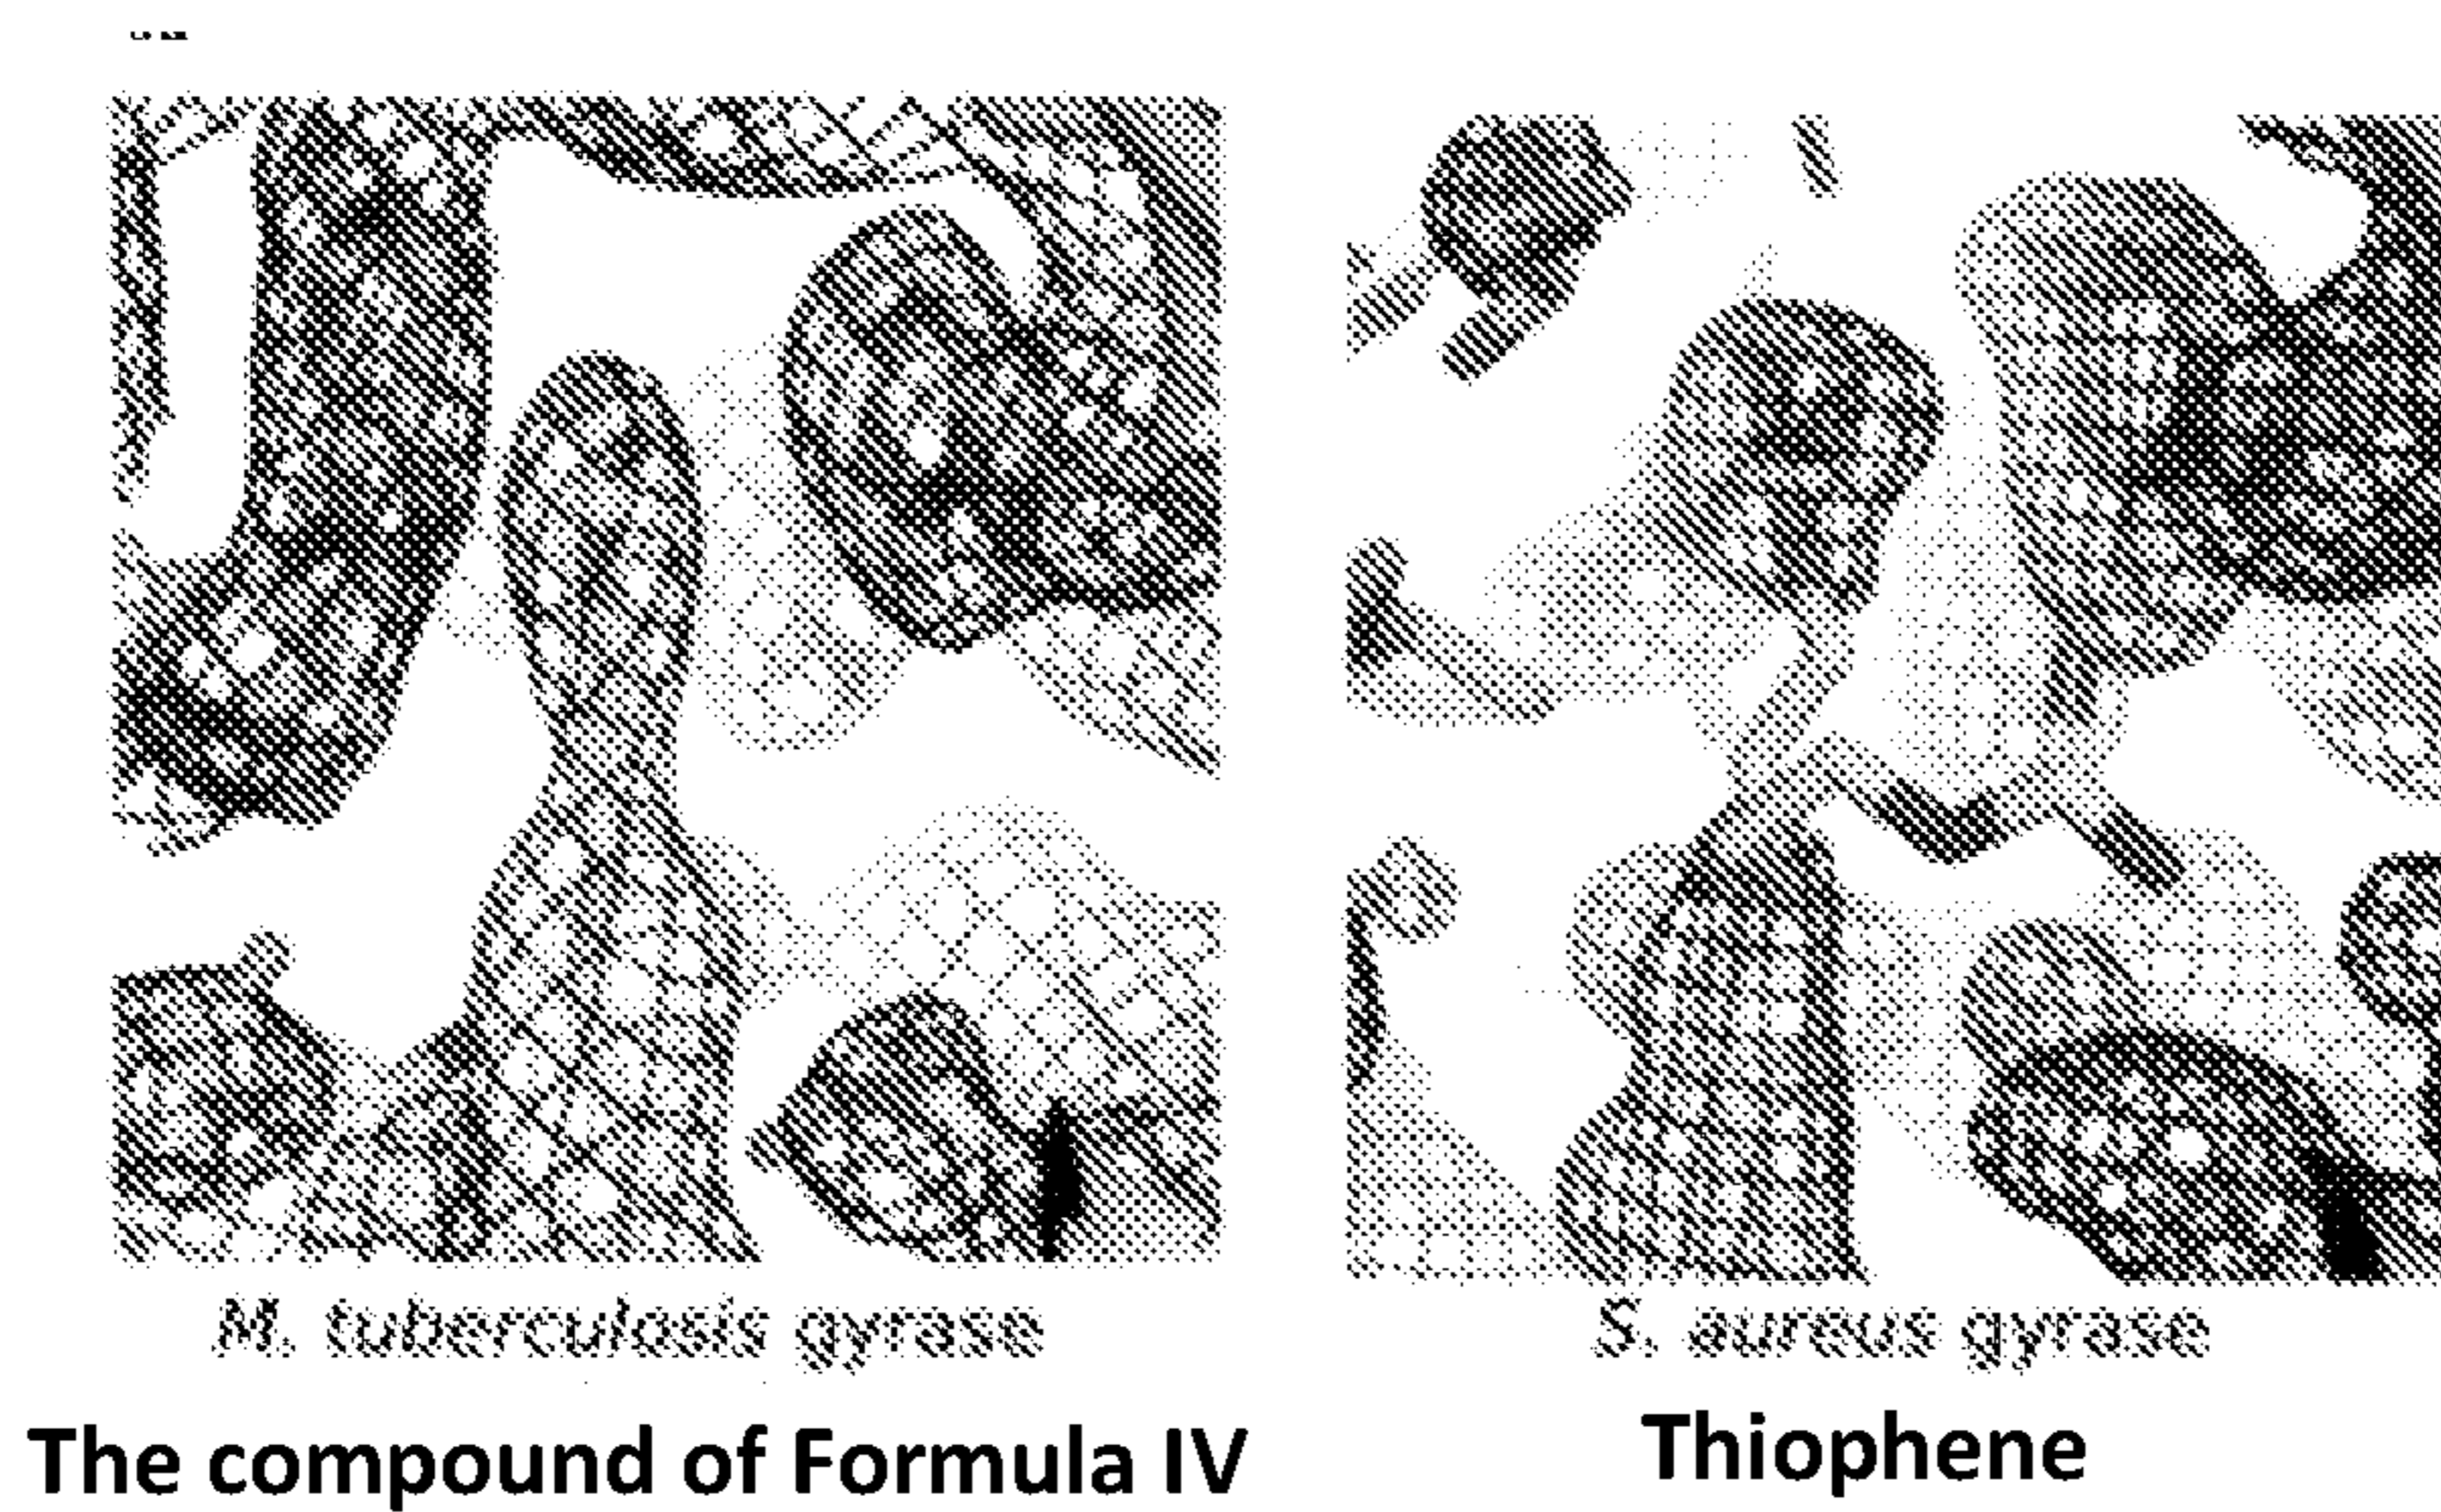 M. tuberculosis gyrase
S. aureus gyrase
The compound of Formula IV
Thiophene